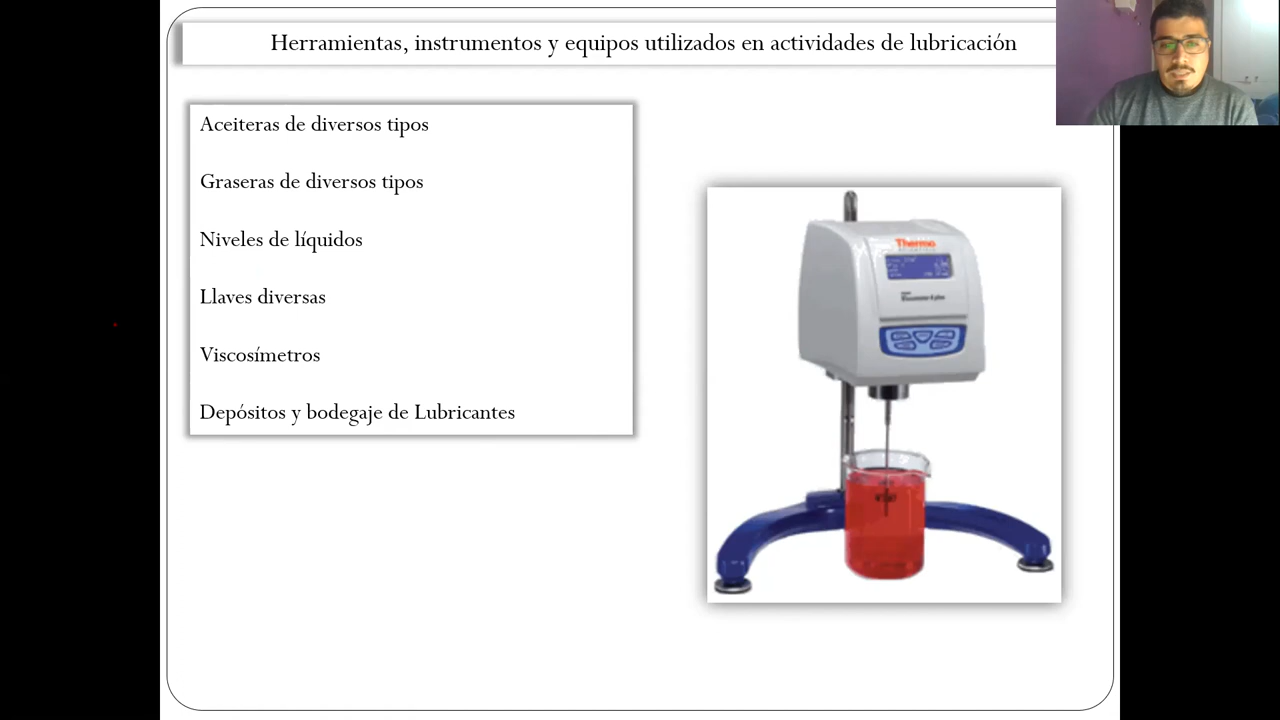 Herramientas, instrumentos y equipos utilizados en actividades de lubricación
Aceiteras de diversos tipos
Graseras de diversos tipos
Niveles de líquidos
Llaves diversas
Viscosímetros
Depósitos y bodegaje de Lubricantes
Thermo